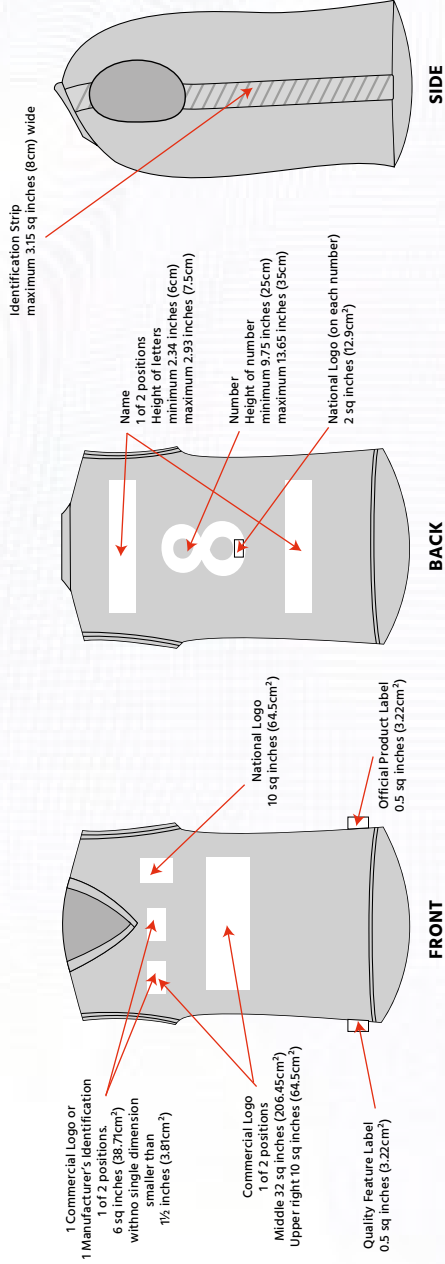 1 Commercial Logo or
1 Manufacturer's Identification
1 of 2 positions.
6 sq inches (38.71cm²)
withno single dimension
smaller than
1½ inches (3.81cm²)
Commercial Logo
1 of 2 positions
Middle 32 sq inches (206.45cm²)
Upper right 10 sq inches (64.5cm²)
Quality Feature Label
0.5 sq inches (3.22cm²)
National Logo
10 sq inches (64.5cm²)
Official Product Label
0.5 sq inches (3.22cm²)
FRONT
8
Name
1 of 2 positions
Height of letters
minimum 2.34 inches (6cm)
maximum 2.93 inches (7.5cm)
Number
Height of number
minimum 9.75 inches (25cm)
maximum 13.65 inches (35cm)
National Logo (on each number)
2 sq inches (12.9cm²)
BACK
Identification Strip
maximum 3.15 sq inches (8cm) wide
SIDE